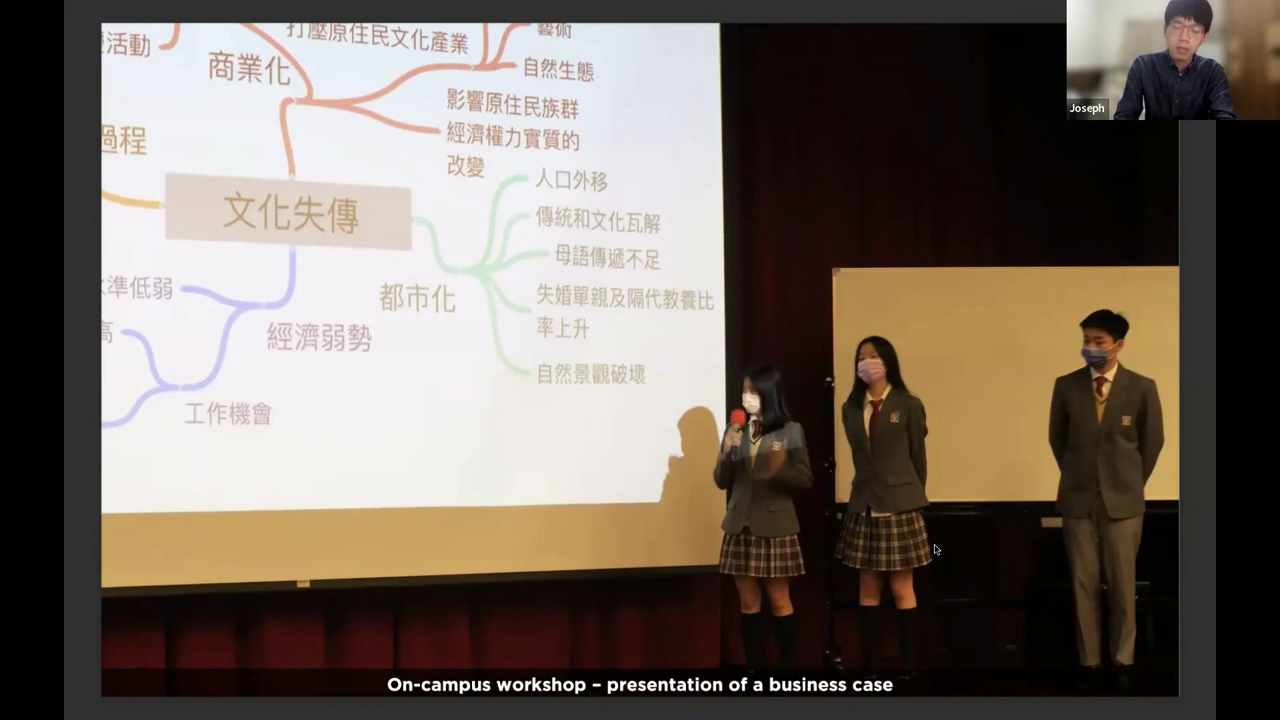 打壓原住民文化產業
藝術
活動
商業化
自然生態
影響原住民族群
經濟權力實質的
改變
過程
人口外移
文化失傳
傳統和文化瓦解
母語傳遞不足
準低弱
都市化
失婚單親及隔代教養比
率上升
高
經濟弱勢
自然景觀破壞
工作機會
Joseph
On-campus workshop – presentation of a business case